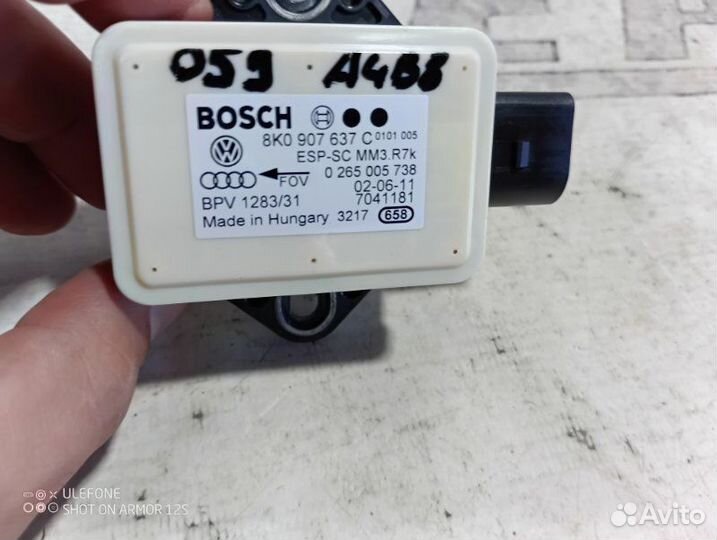 059 A4B8
BOSCH
8K0 907 637 C 0101 005
ESP-SC MM3.R7k
FOV 0 265 005 738
02-06-11
BPV 1283/31 7041181
Made in Hungary 3217 658
ULEFONE
SHOT ON ARMOR 12S
Avito